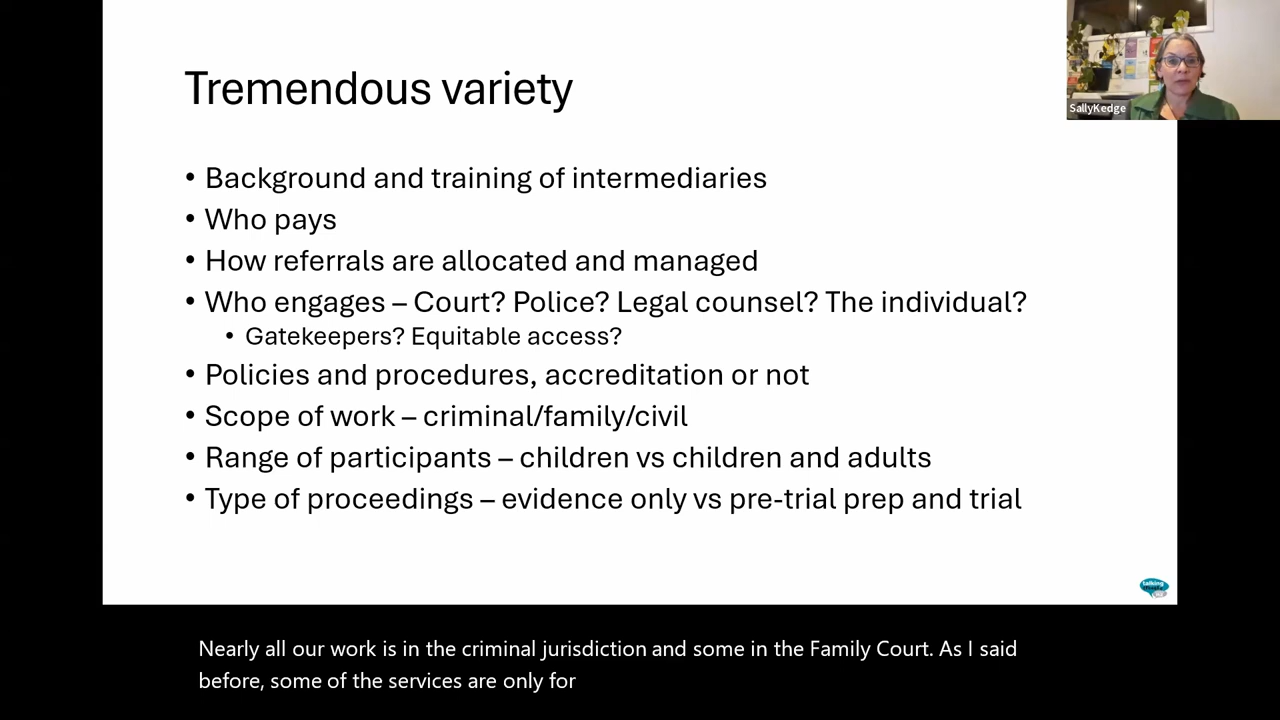 SallyKedge
Tremendous variety
• Background and training of intermediaries
• Who pays
• How referrals are allocated and managed
• Who engages – Court? Police? Legal counsel? The individual?
• Gatekeepers? Equitable access?
• Policies and procedures, accreditation or not
• Scope of work – criminal/family/civil
• Range of participants – children vs children and adults
• Type of proceedings – evidence only vs pre-trial prep and trial
talking
Nearly all our work is in the criminal jurisdiction and some in the Family Court. As I said
before, some of the services are only for